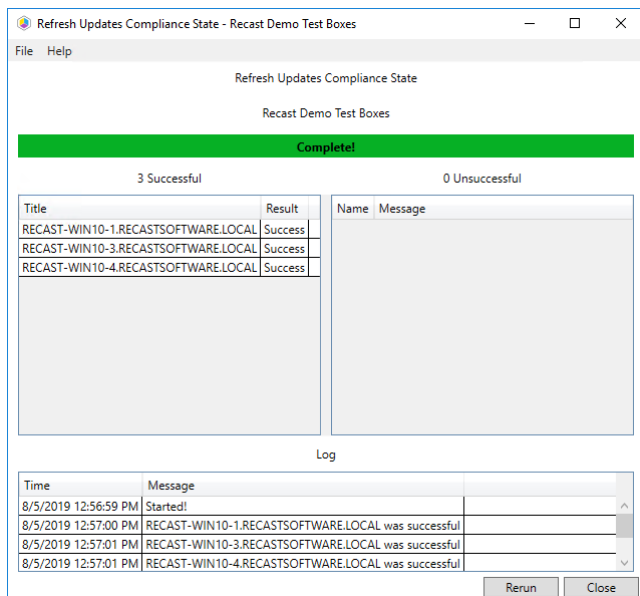 Refresh Updates Compliance State - Recast Demo Test Boxes
File Help
Refresh Updates Compliance State
Recast Demo Test Boxes
Complete!
3 Successful 0 Unsuccessful
Title Result Name Message
RECAST-WIN10-1.RECASTSOFTWARE.LOCAL Success
RECAST-WIN10-3.RECASTSOFTWARE.LOCAL Success
RECAST-WIN10-4.RECASTSOFTWARE.LOCAL Success
Log
Time Message
8/5/2019 12:56:59 PM Started!
8/5/2019 12:57:00 PM RECAST-WIN10-1.RECASTSOFTWARE.LOCAL was successful
8/5/2019 12:57:01 PM RECAST-WIN10-3.RECASTSOFTWARE.LOCAL was successful
8/5/2019 12:57:01 PM RECAST-WIN10-4.RECASTSOFTWARE.LOCAL was successful
Rerun Close